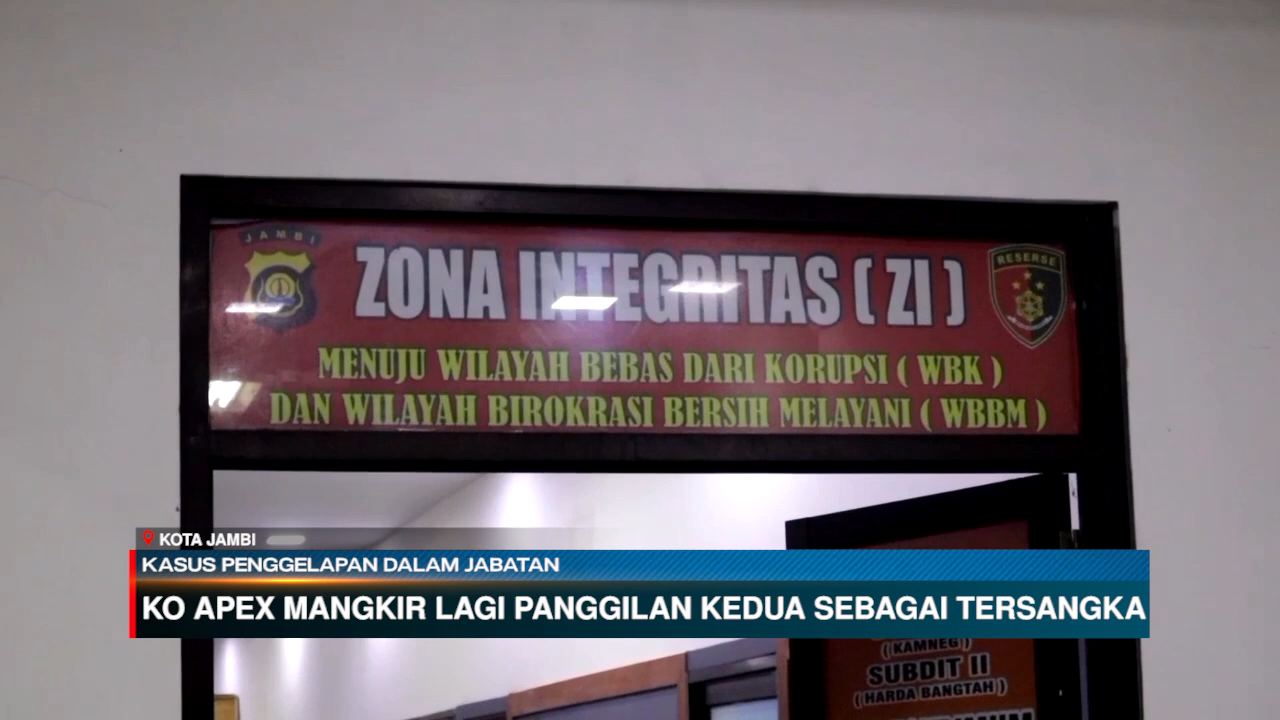 JAMBI
ZONA INTEGRITAS ( ZI )
RESERSE
MENUJU WILAYAH BEBAS DARI KORUPSI ( WBK )
DAN WILAYAH BIROKRASI BERSIH MELAYANI ( WBBM )
KOTA JAMBI
KASUS PENGGELAPAN DALAM JABATAN
KO APEX MANGKIR LAGI PANGGILAN KEDUA SEBAGAI TERSANGKA
( KAMNEG )
SUBDIT II
( HARDA BANGTAH )